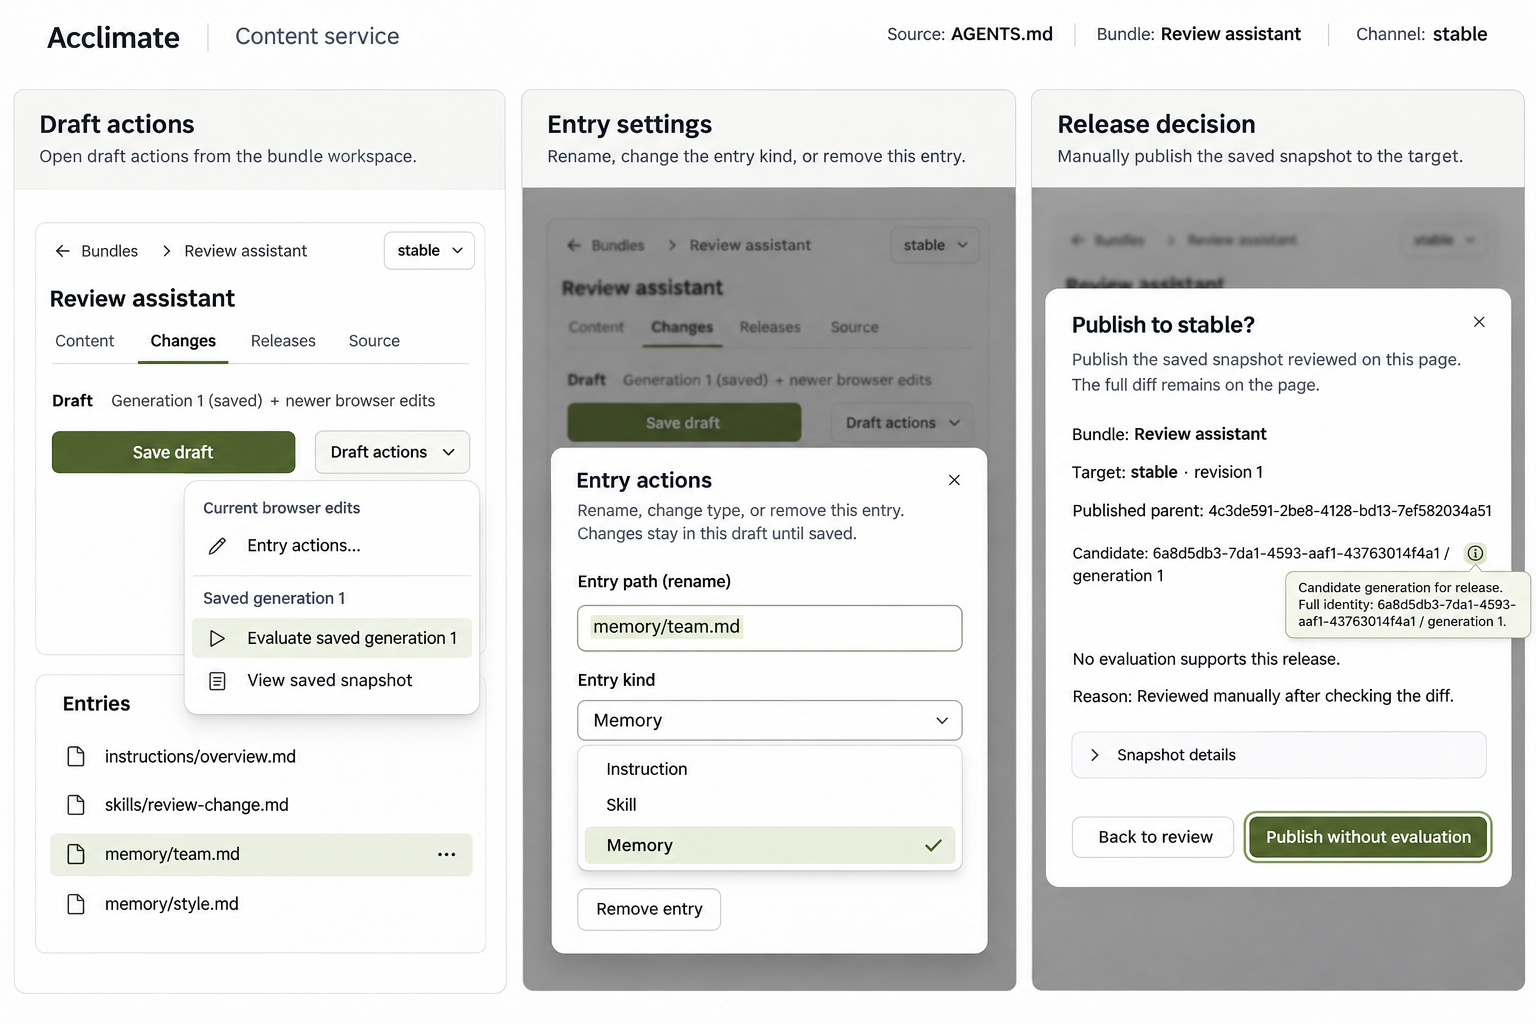 Acclimate
Content service
Source: AGENTS.md
Bundle: Review assistant
Channel: stable
Draft actions
Open draft actions from the bundle workspace.
Bundles
Review assistant
stable
Review assistant
Content
Changes
Releases
Source
Draft Generation 1 (saved) + newer browser edits
Save draft
Draft actions
Current browser edits
Entry actions...
Saved generation 1
Evaluate saved generation 1
View saved snapshot
Entries
instructions/overview.md
skills/review-change.md
memory/team.md
memory/style.md
Entry settings
Rename, change the entry kind, or remove this entry.
Bundles
Review assistant
stable
Review assistant
Content
Changes
Releases
Source
Draft Generation 1 (saved) + newer browser edits
Save draft
Draft actions
Entry actions
Rename, change type, or remove this entry.
Changes stay in this draft until saved.
Entry path (rename)
memory/team.md
Entry kind
Memory
Instruction
Skill
Memory
Remove entry
Release decision
Manually publish the saved snapshot to the target.
Bundles
Review assistant
stable
Review assistant
Publish to stable?
Publish the saved snapshot reviewed on this page.
The full diff remains on the page.
Bundle: Review assistant
Target: stable · revision 1
Published parent: 4c3de591-2be8-4128-bd13-7ef582034a51
Candidate: 6a8d5db3-7da1-4593-aaf1-43763014f4a1 /
generation 1
Candidate generation for release.
Full identity: 6a8d5db3-7da1-4593-
aaf1-43763014f4a1 / generation 1.
No evaluation supports this release.
Reason: Reviewed manually after checking the diff.
Snapshot details
Back to review
Publish without evaluation